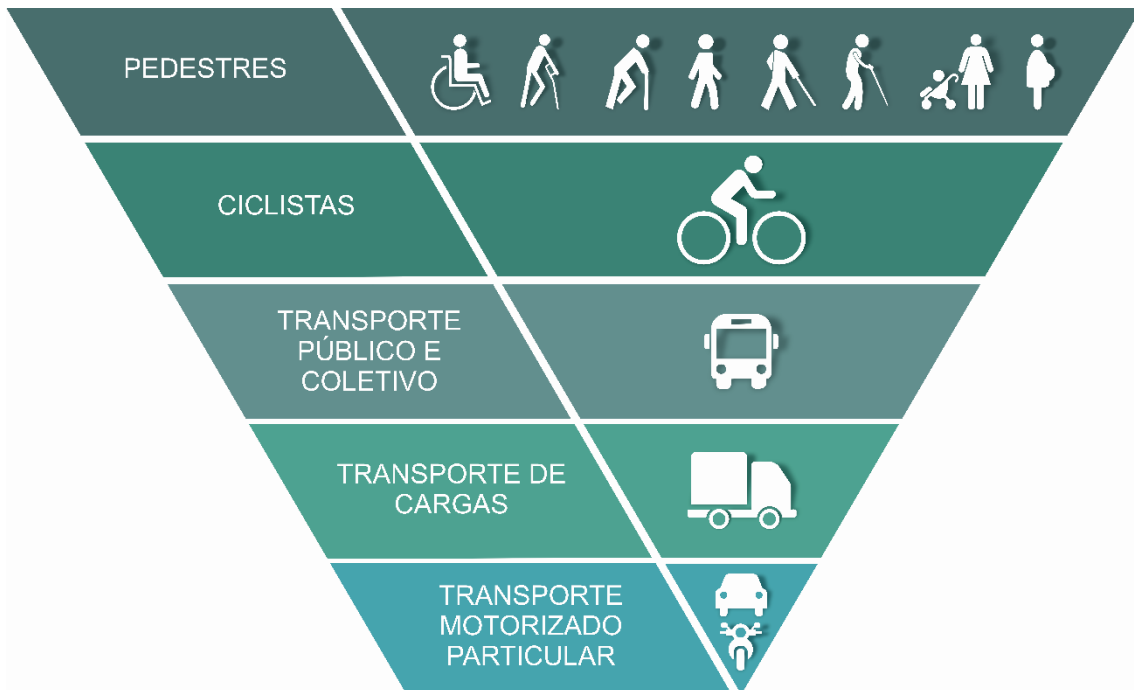 PEDESTRES
CICLISTAS
TRANSPORTE
PÚBLICO E
COLETIVO
TRANSPORTE DE
CARGAS
TRANSPORTE
MOTORIZADO
PARTICULAR